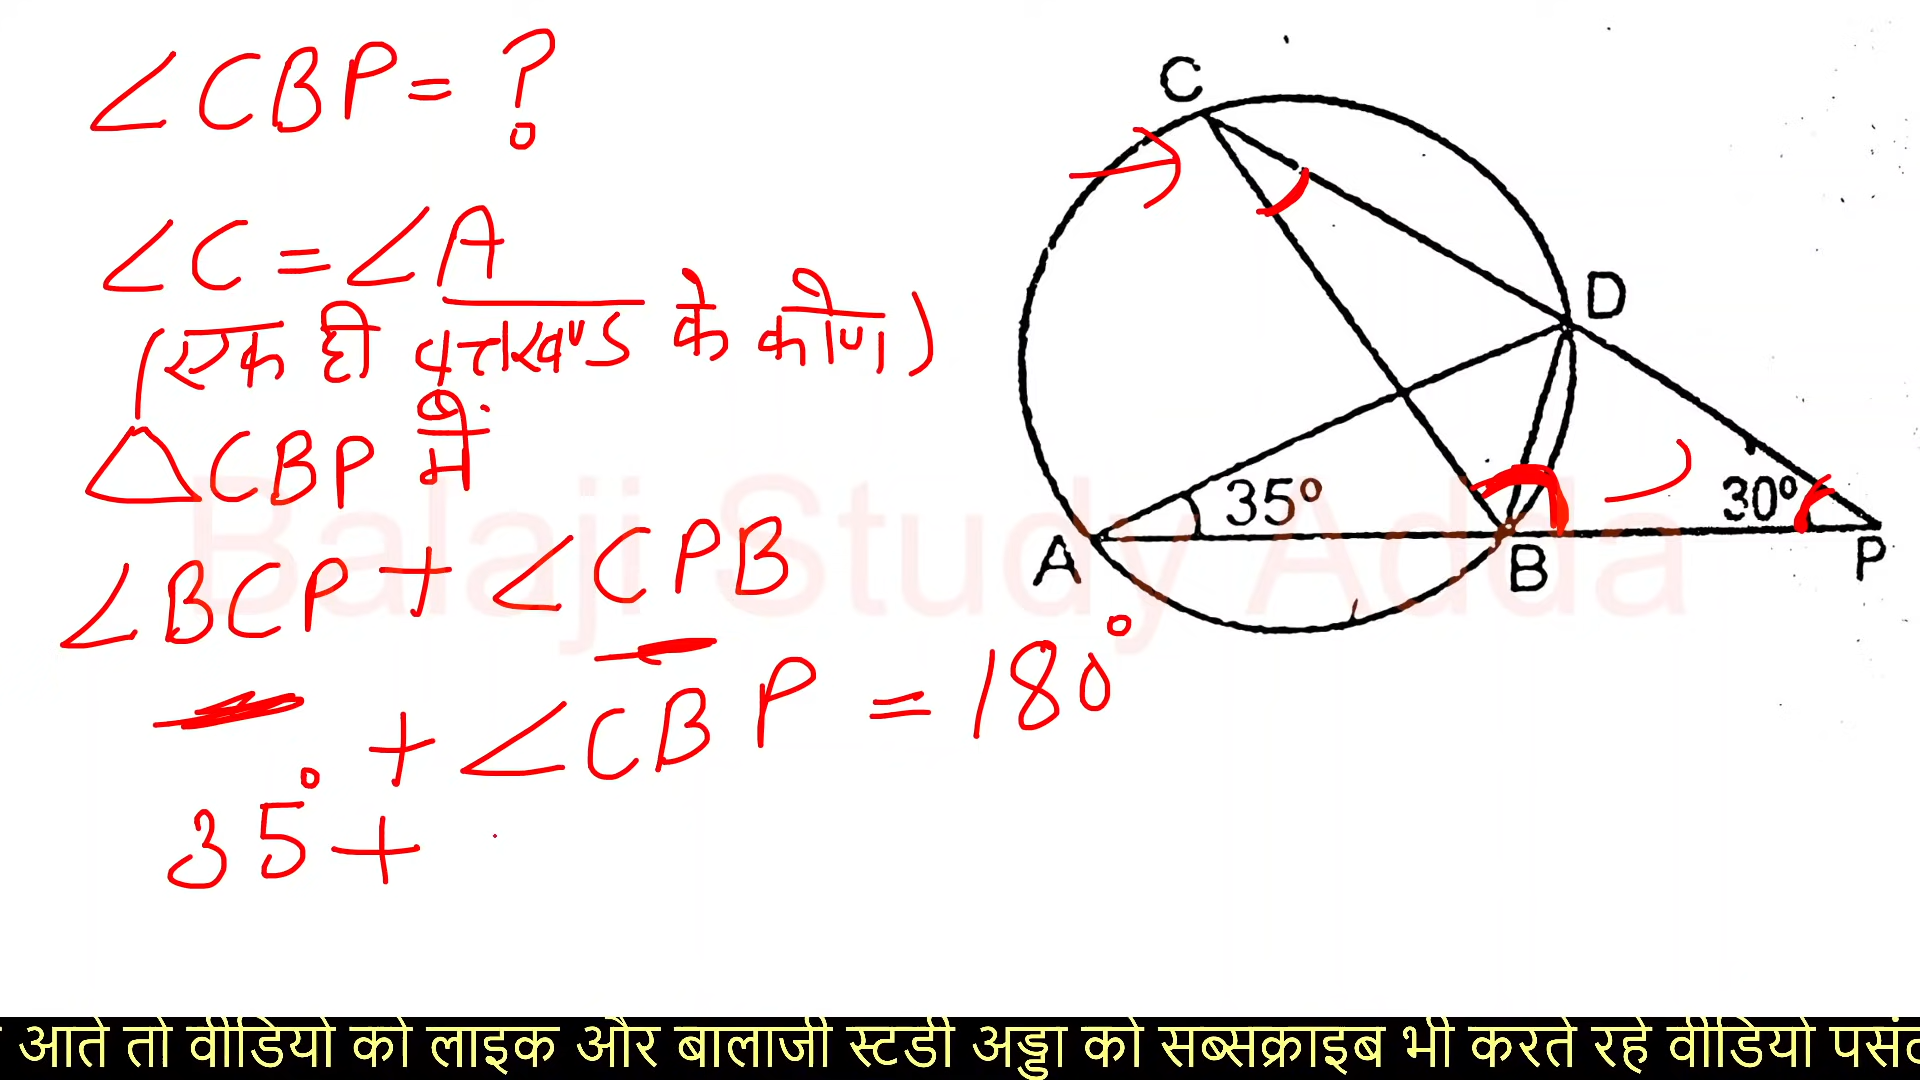 ∠CBP = ?
∠C = ∠A
(एक ही वृत्तखण्ड के कोण)
△CBP में
∠BCP + ∠CPB
+ ∠CBP = 180°
35° +
C
D
35°
30°
A
B
P
Balaji Study Adda
आते तो वीडियो को लाइक और बालाजी स्टडी अड्डा को सब्सक्राइब भी करते रहे वीडियो